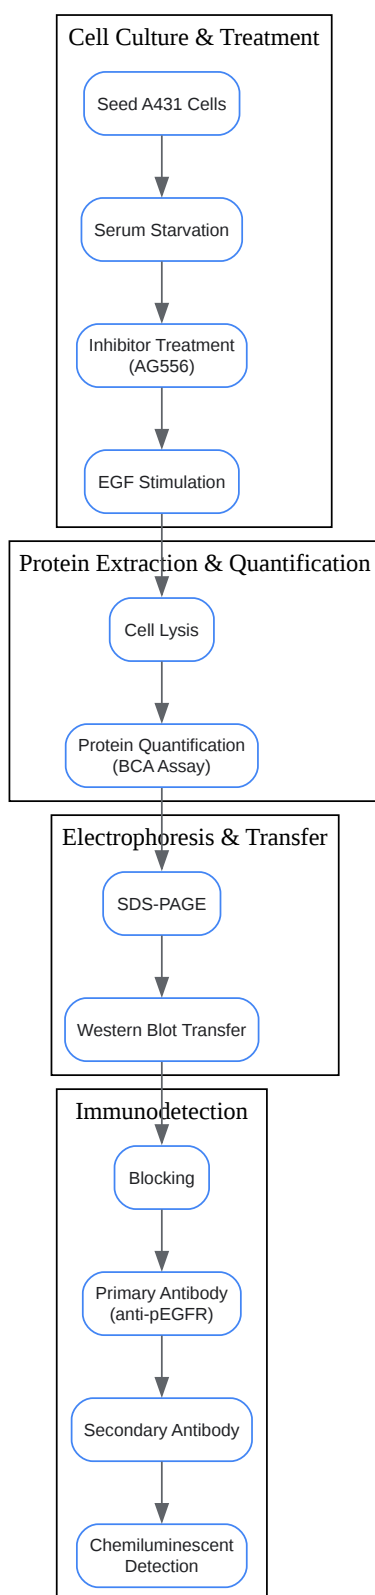 Cell Culture & Treatment
Seed A431 Cells
Serum Starvation
Inhibitor Treatment
(AG556)
EGF Stimulation
Protein Extraction & Quantification
Cell Lysis
Protein Quantification
(BCA Assay)
Electrophoresis & Transfer
SDS-PAGE
Western Blot Transfer
Immunodetection
Blocking
Primary Antibody
(anti-pEGFR)
Secondary Antibody
Chemiluminescent
Detection